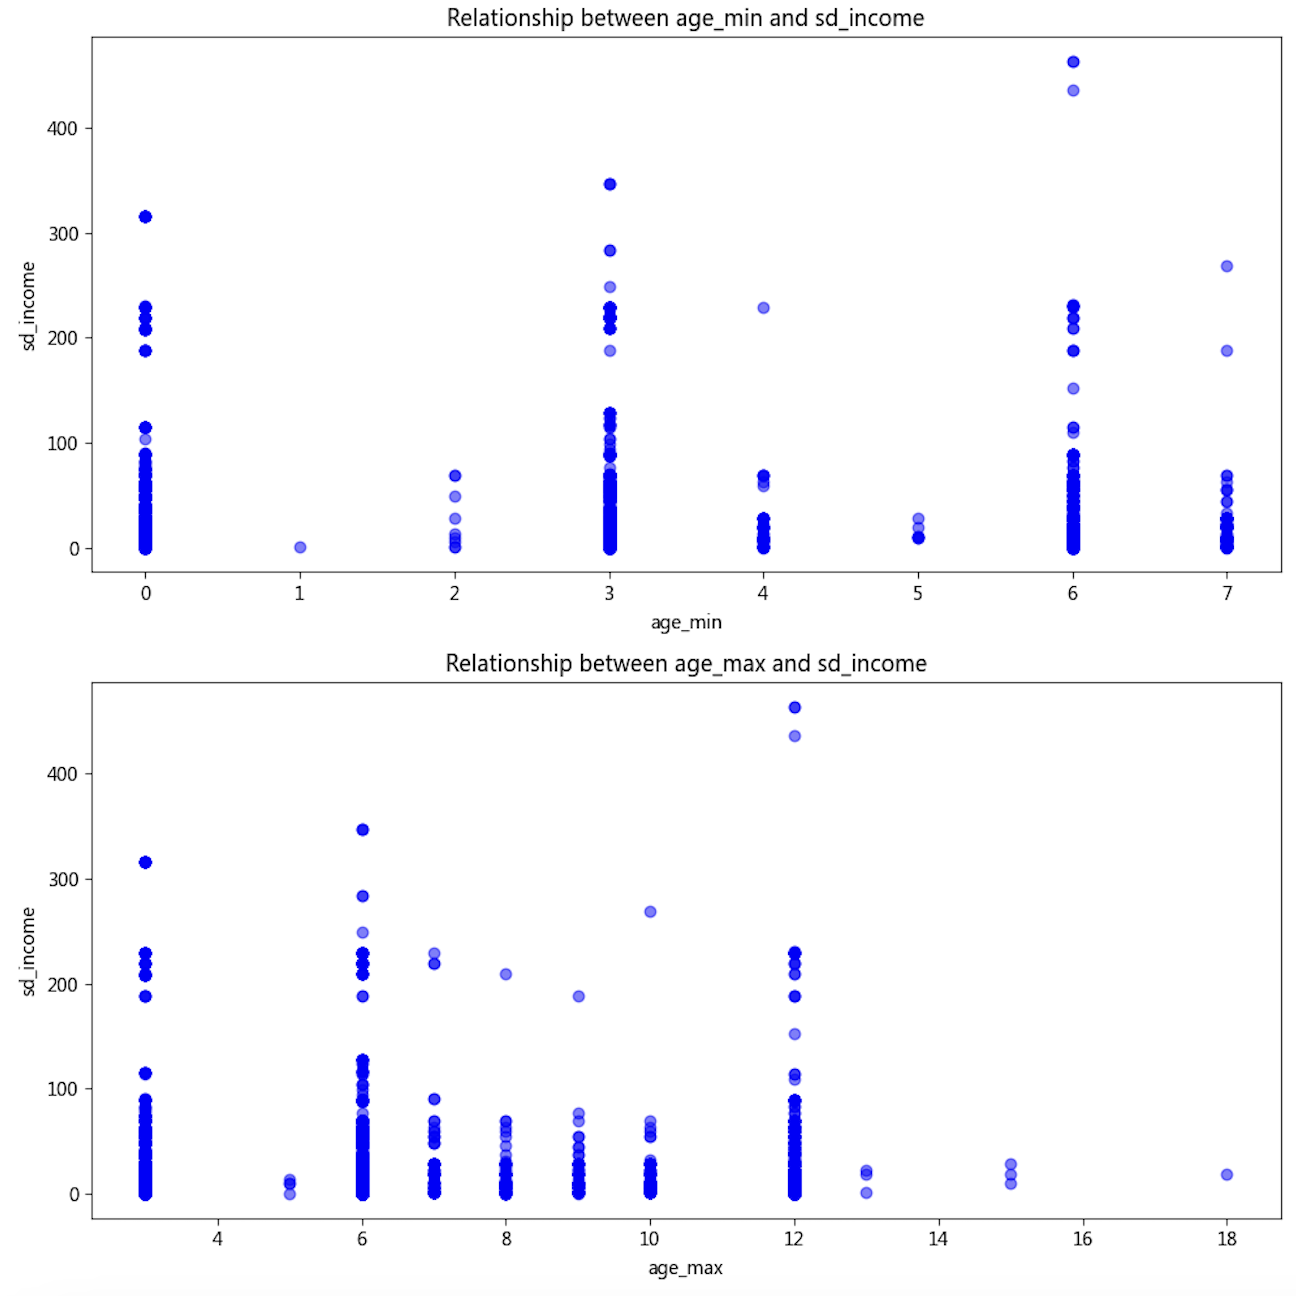 Relationship between age_min and sd_income
400
300
200
100
0
sd_income
0 1 2 3 4 5 6 7
age_min
Relationship between age_max and sd_income
400
300
200
100
0
sd_income
4 6 8 10 12 14 16 18
age_max